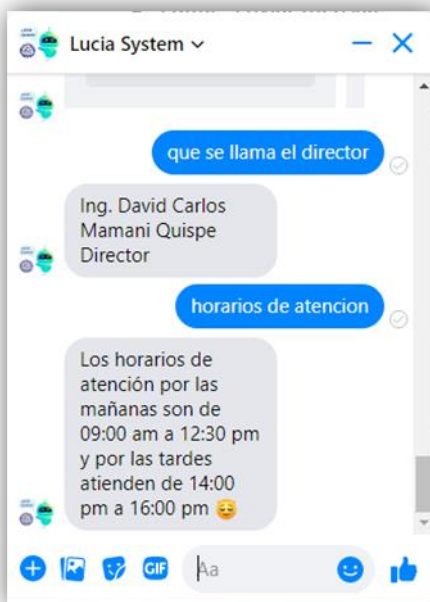 Lucia System
que se llama el director
Ing. David Carlos
Mamani Quispe
Director
horarios de atencion
Los horarios de
atención por las
mañanas son de
09:00 am a 12:30 pm
y por las tardes
atienden de 14:00
pm a 16:00 pm 😇
GIF
Aa